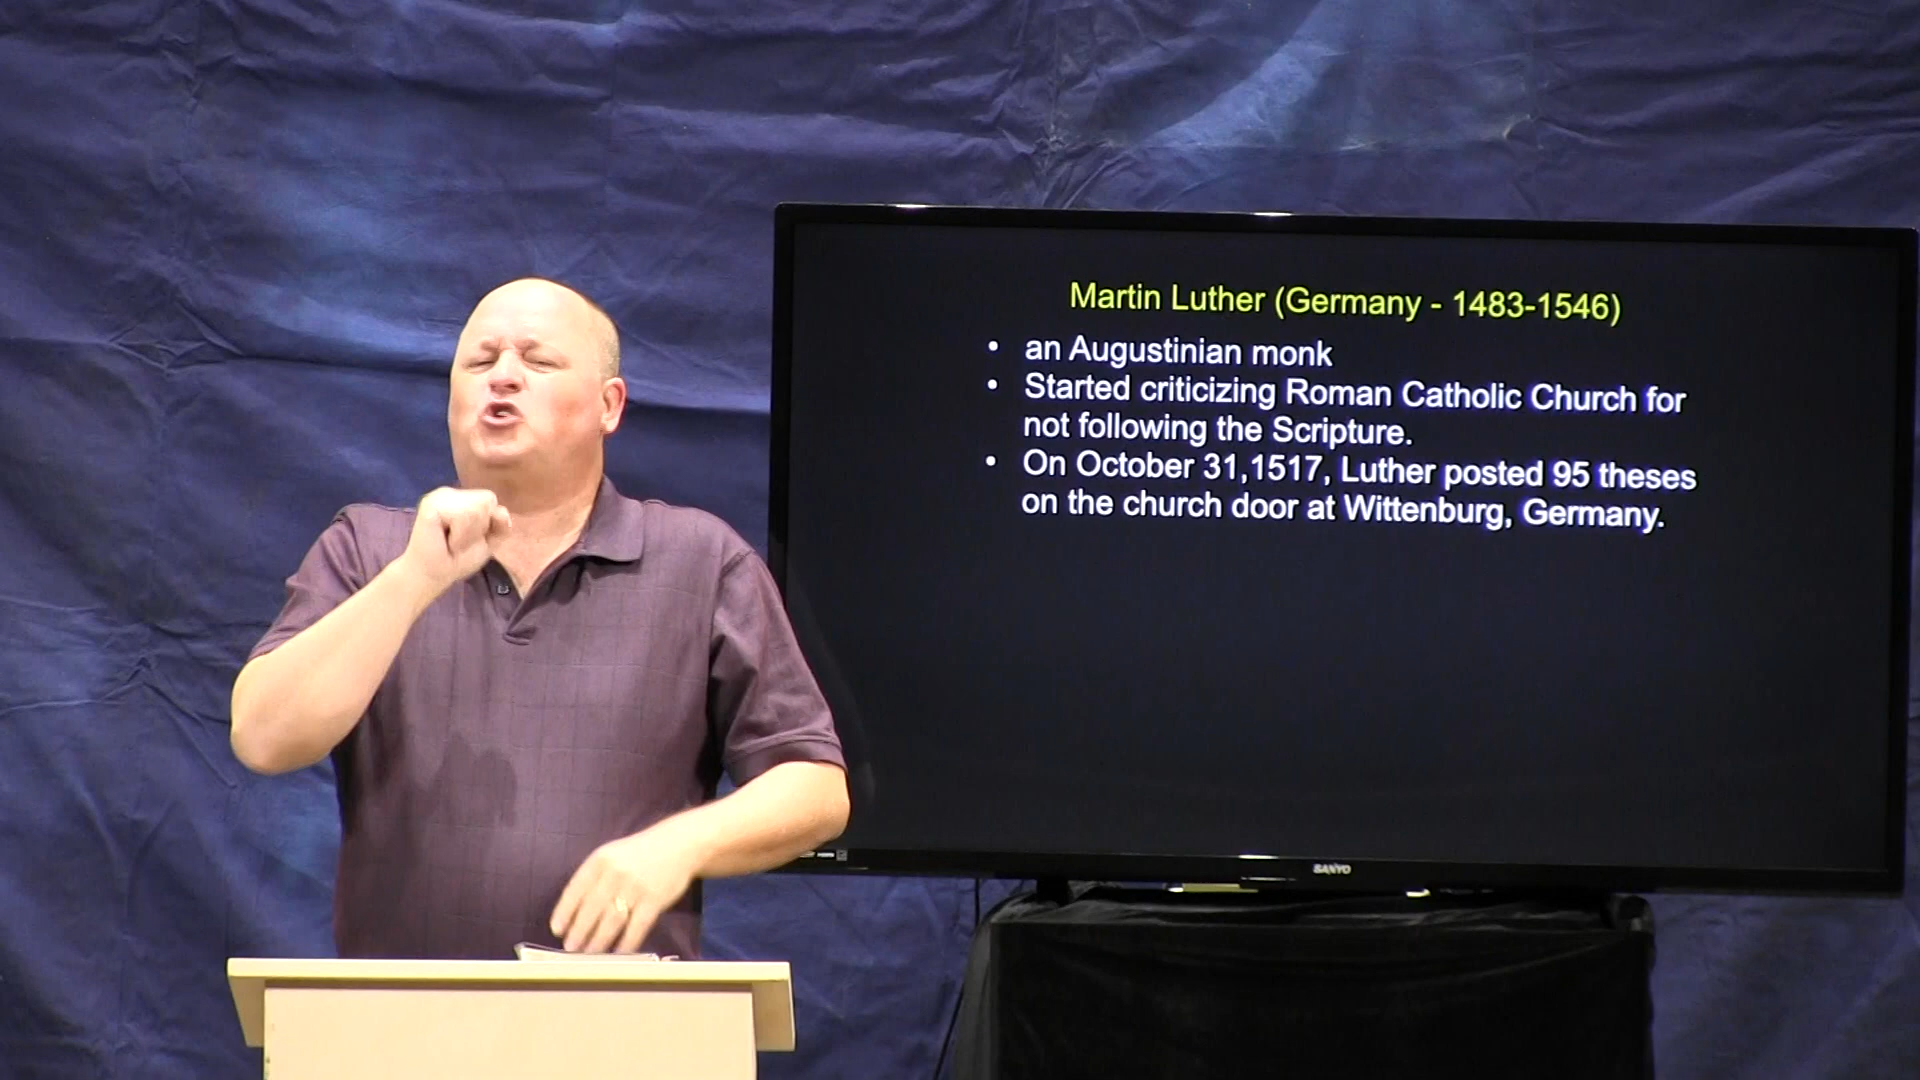 Martin Luther (Germany - 1483-1546)
• an Augustinian monk
• Started criticizing Roman Catholic Church for
not following the Scripture.
• On October 31,1517, Luther posted 95 theses
on the church door at Wittenburg, Germany.
SANYO